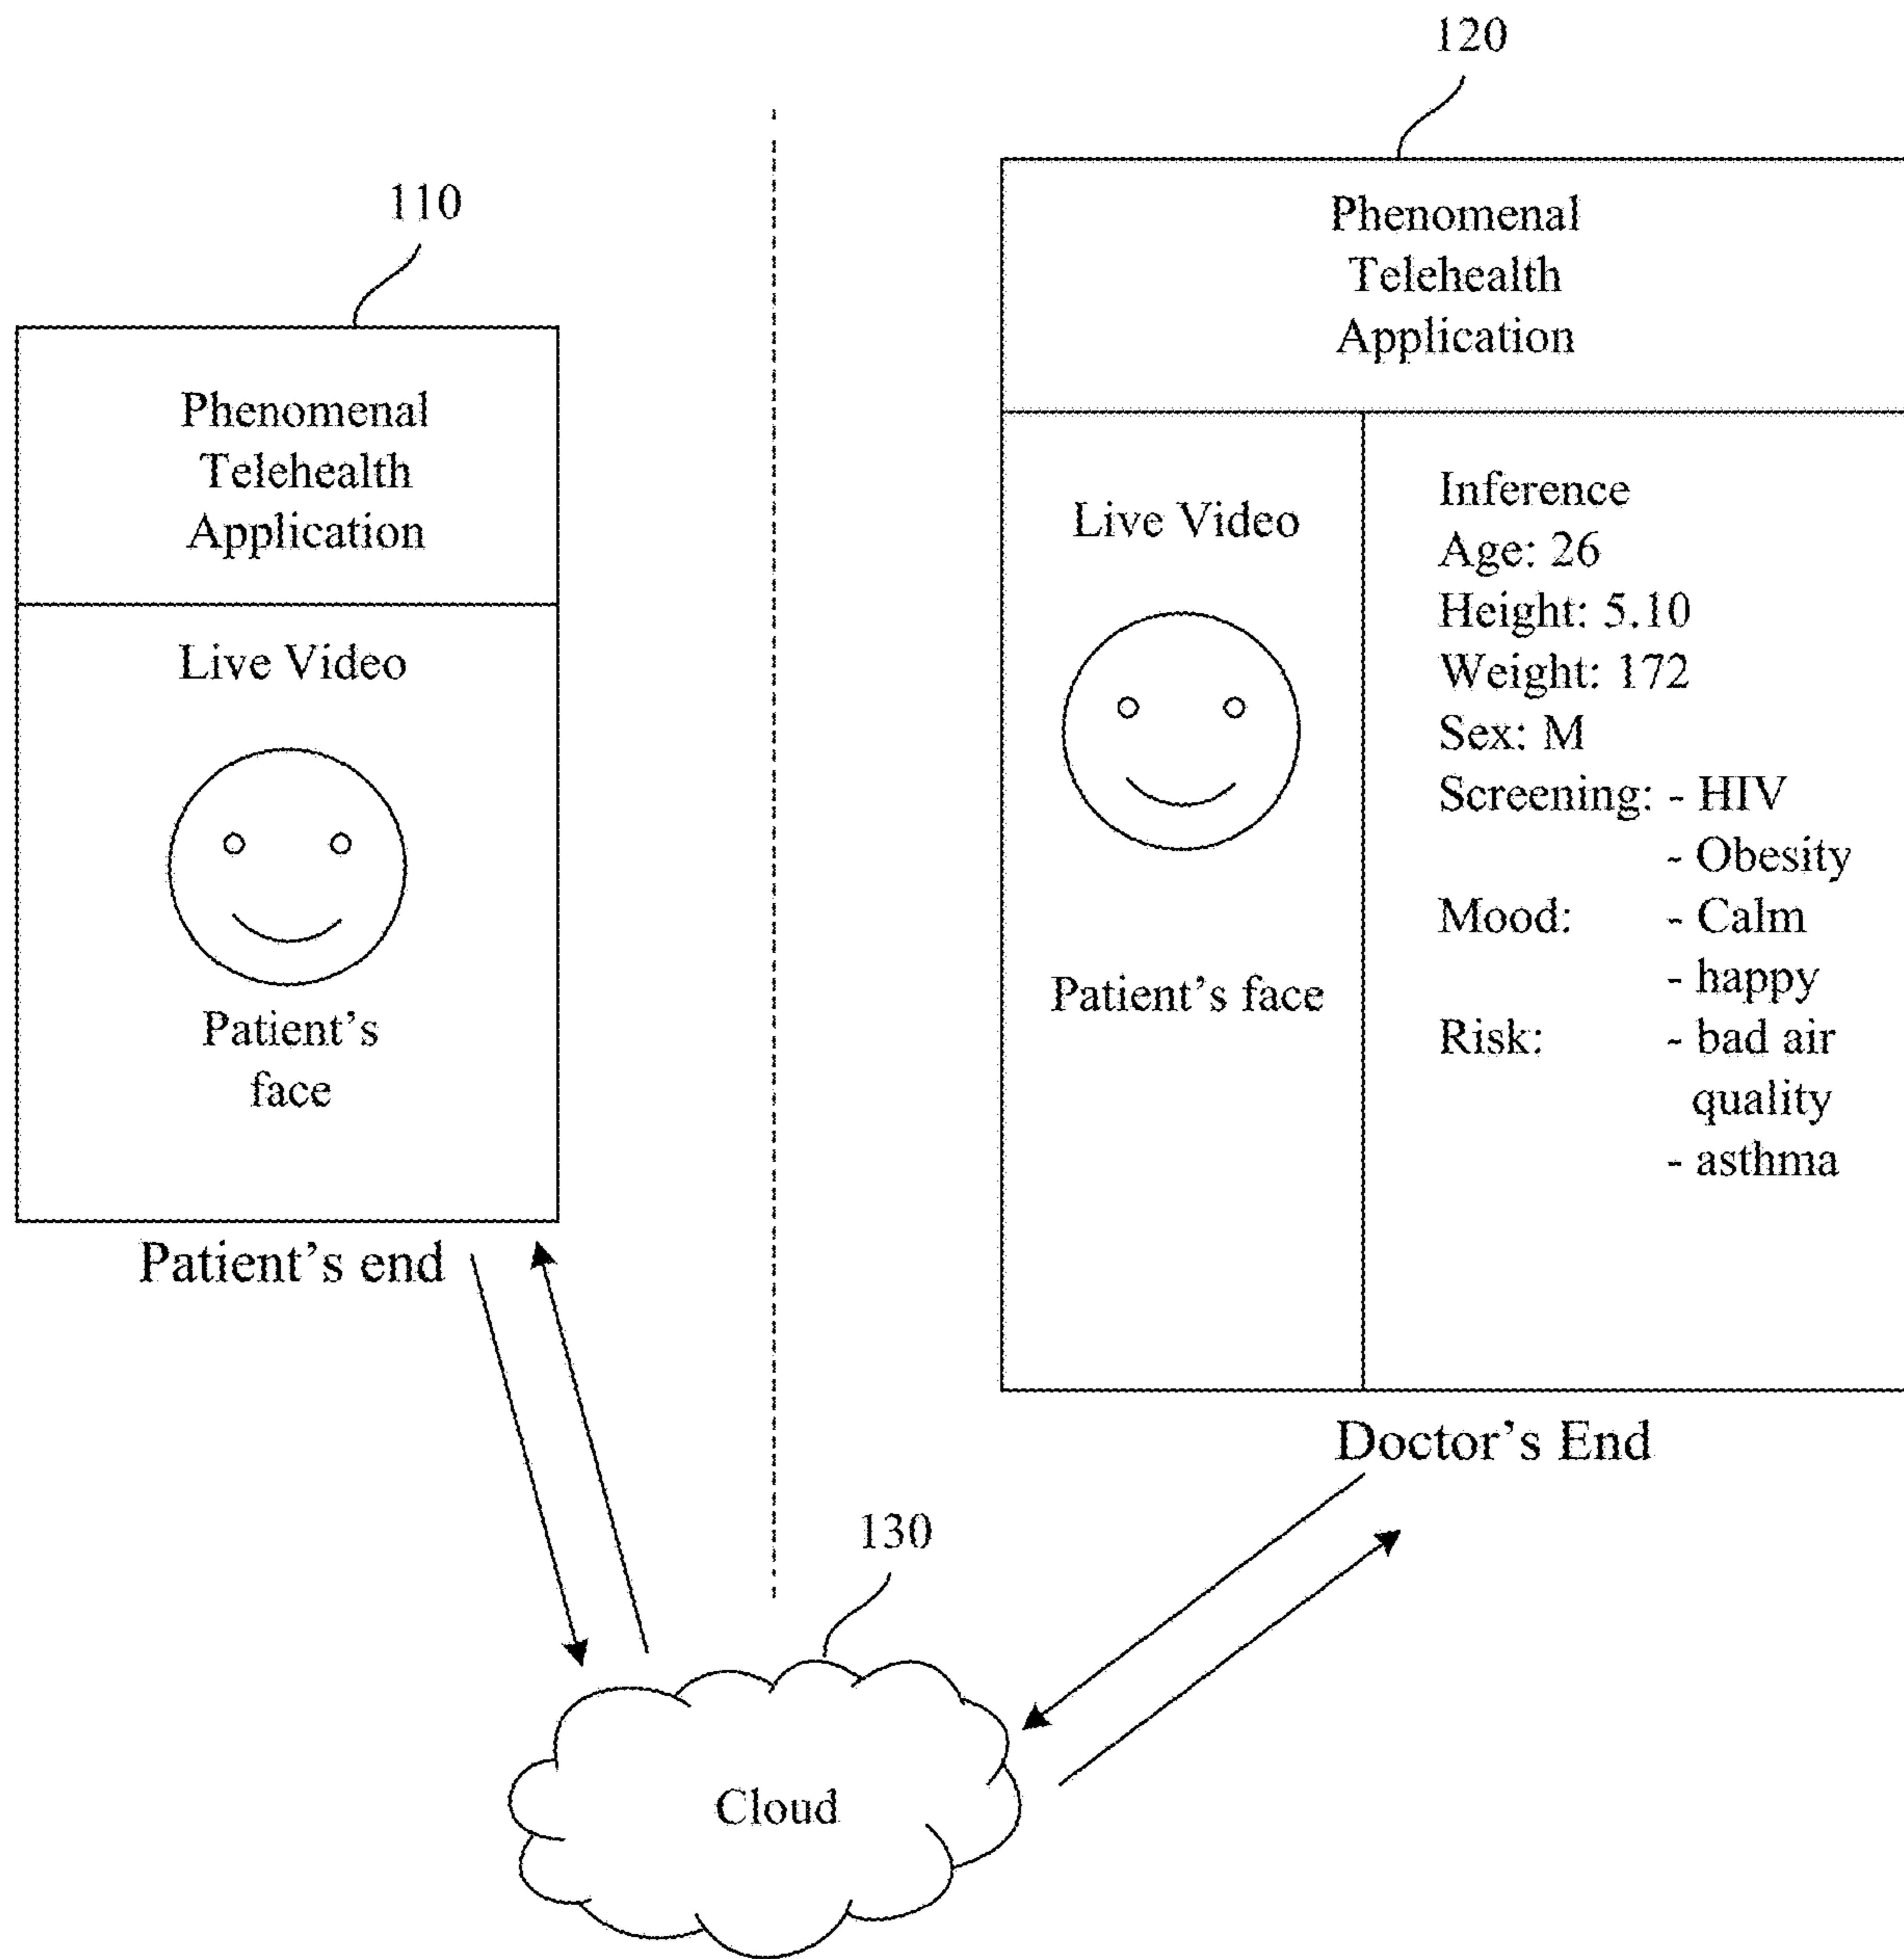 110
Phenomenal
Telehealth
Application
Live Video
Patient's
face
Patient's end
120
Phenomenal
Telehealth
Application
Live Video
Patient's face
Inference
Age: 26
Height: 5.10
Weight: 172
Sex: M
Screening: - HIV
- Obesity
Mood: - Calm
- happy
Risk: - bad air
quality
- asthma
Doctor's End
130
Cloud